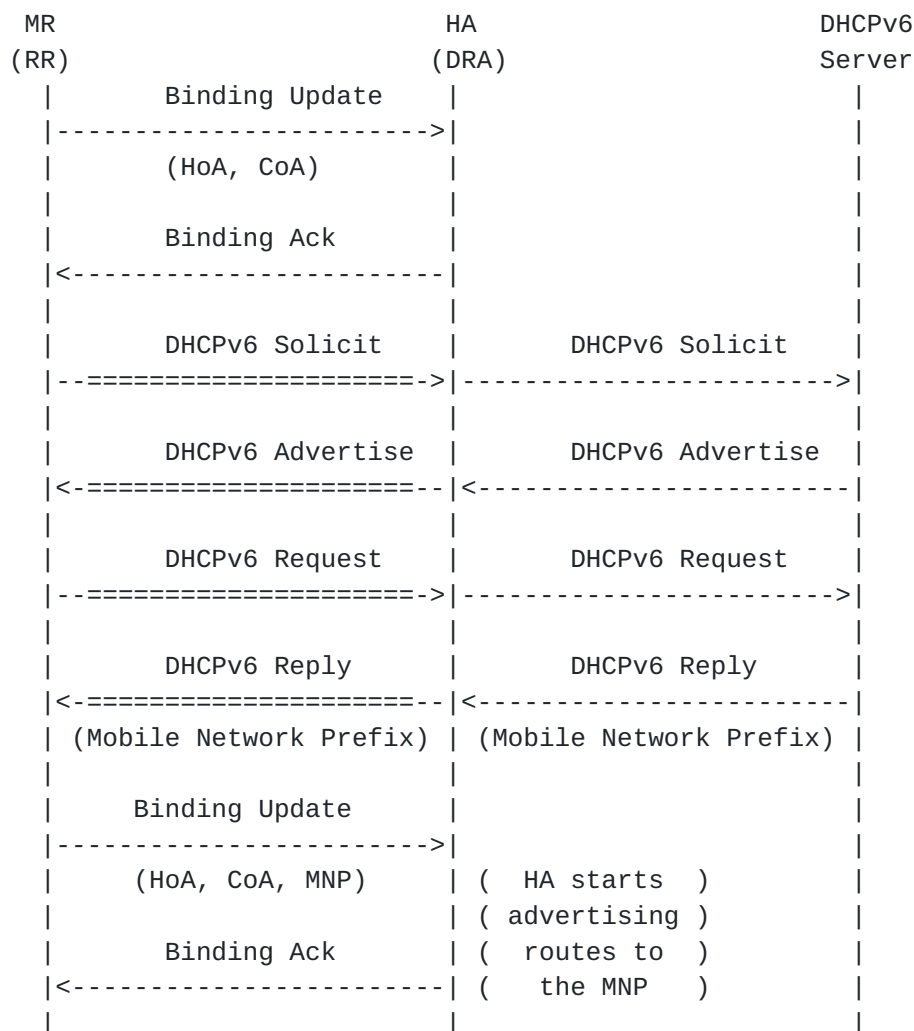 MR HA DHCPv6
(RR) (DRA) Server
Binding Update
(HoA, CoA)
Binding Ack
DHCPv6 Solicit DHCPv6 Solicit
DHCPv6 Advertise DHCPv6 Advertise
DHCPv6 Request DHCPv6 Request
DHCPv6 Reply DHCPv6 Reply
(Mobile Network Prefix) (Mobile Network Prefix)
Binding Update
(HoA, CoA, MNP) ( HA starts )
( advertising )
Binding Ack ( routes to )
( the MNP )